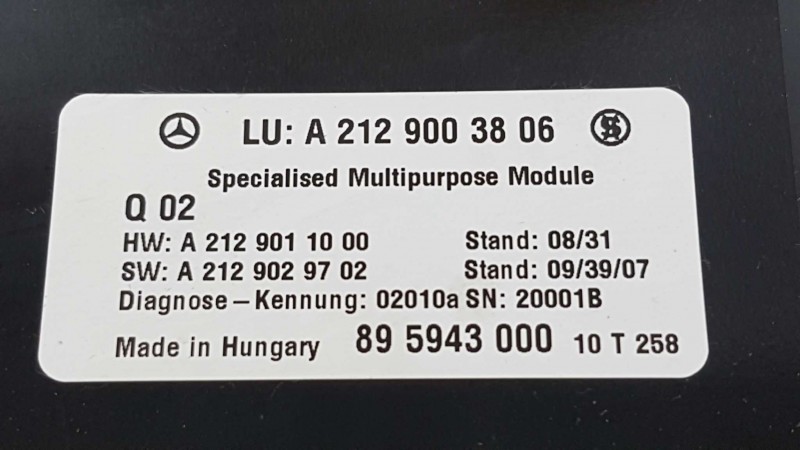 LU: A 212 900 38 06
Specialised Multipurpose Module
Q 02
HW: A 212 901 10 00 Stand: 08/31
SW: A 212 902 97 02 Stand: 09/39/07
Diagnose – Kennung: 02010a SN: 20001B
Made in Hungary 89 5943 000 10 T 258